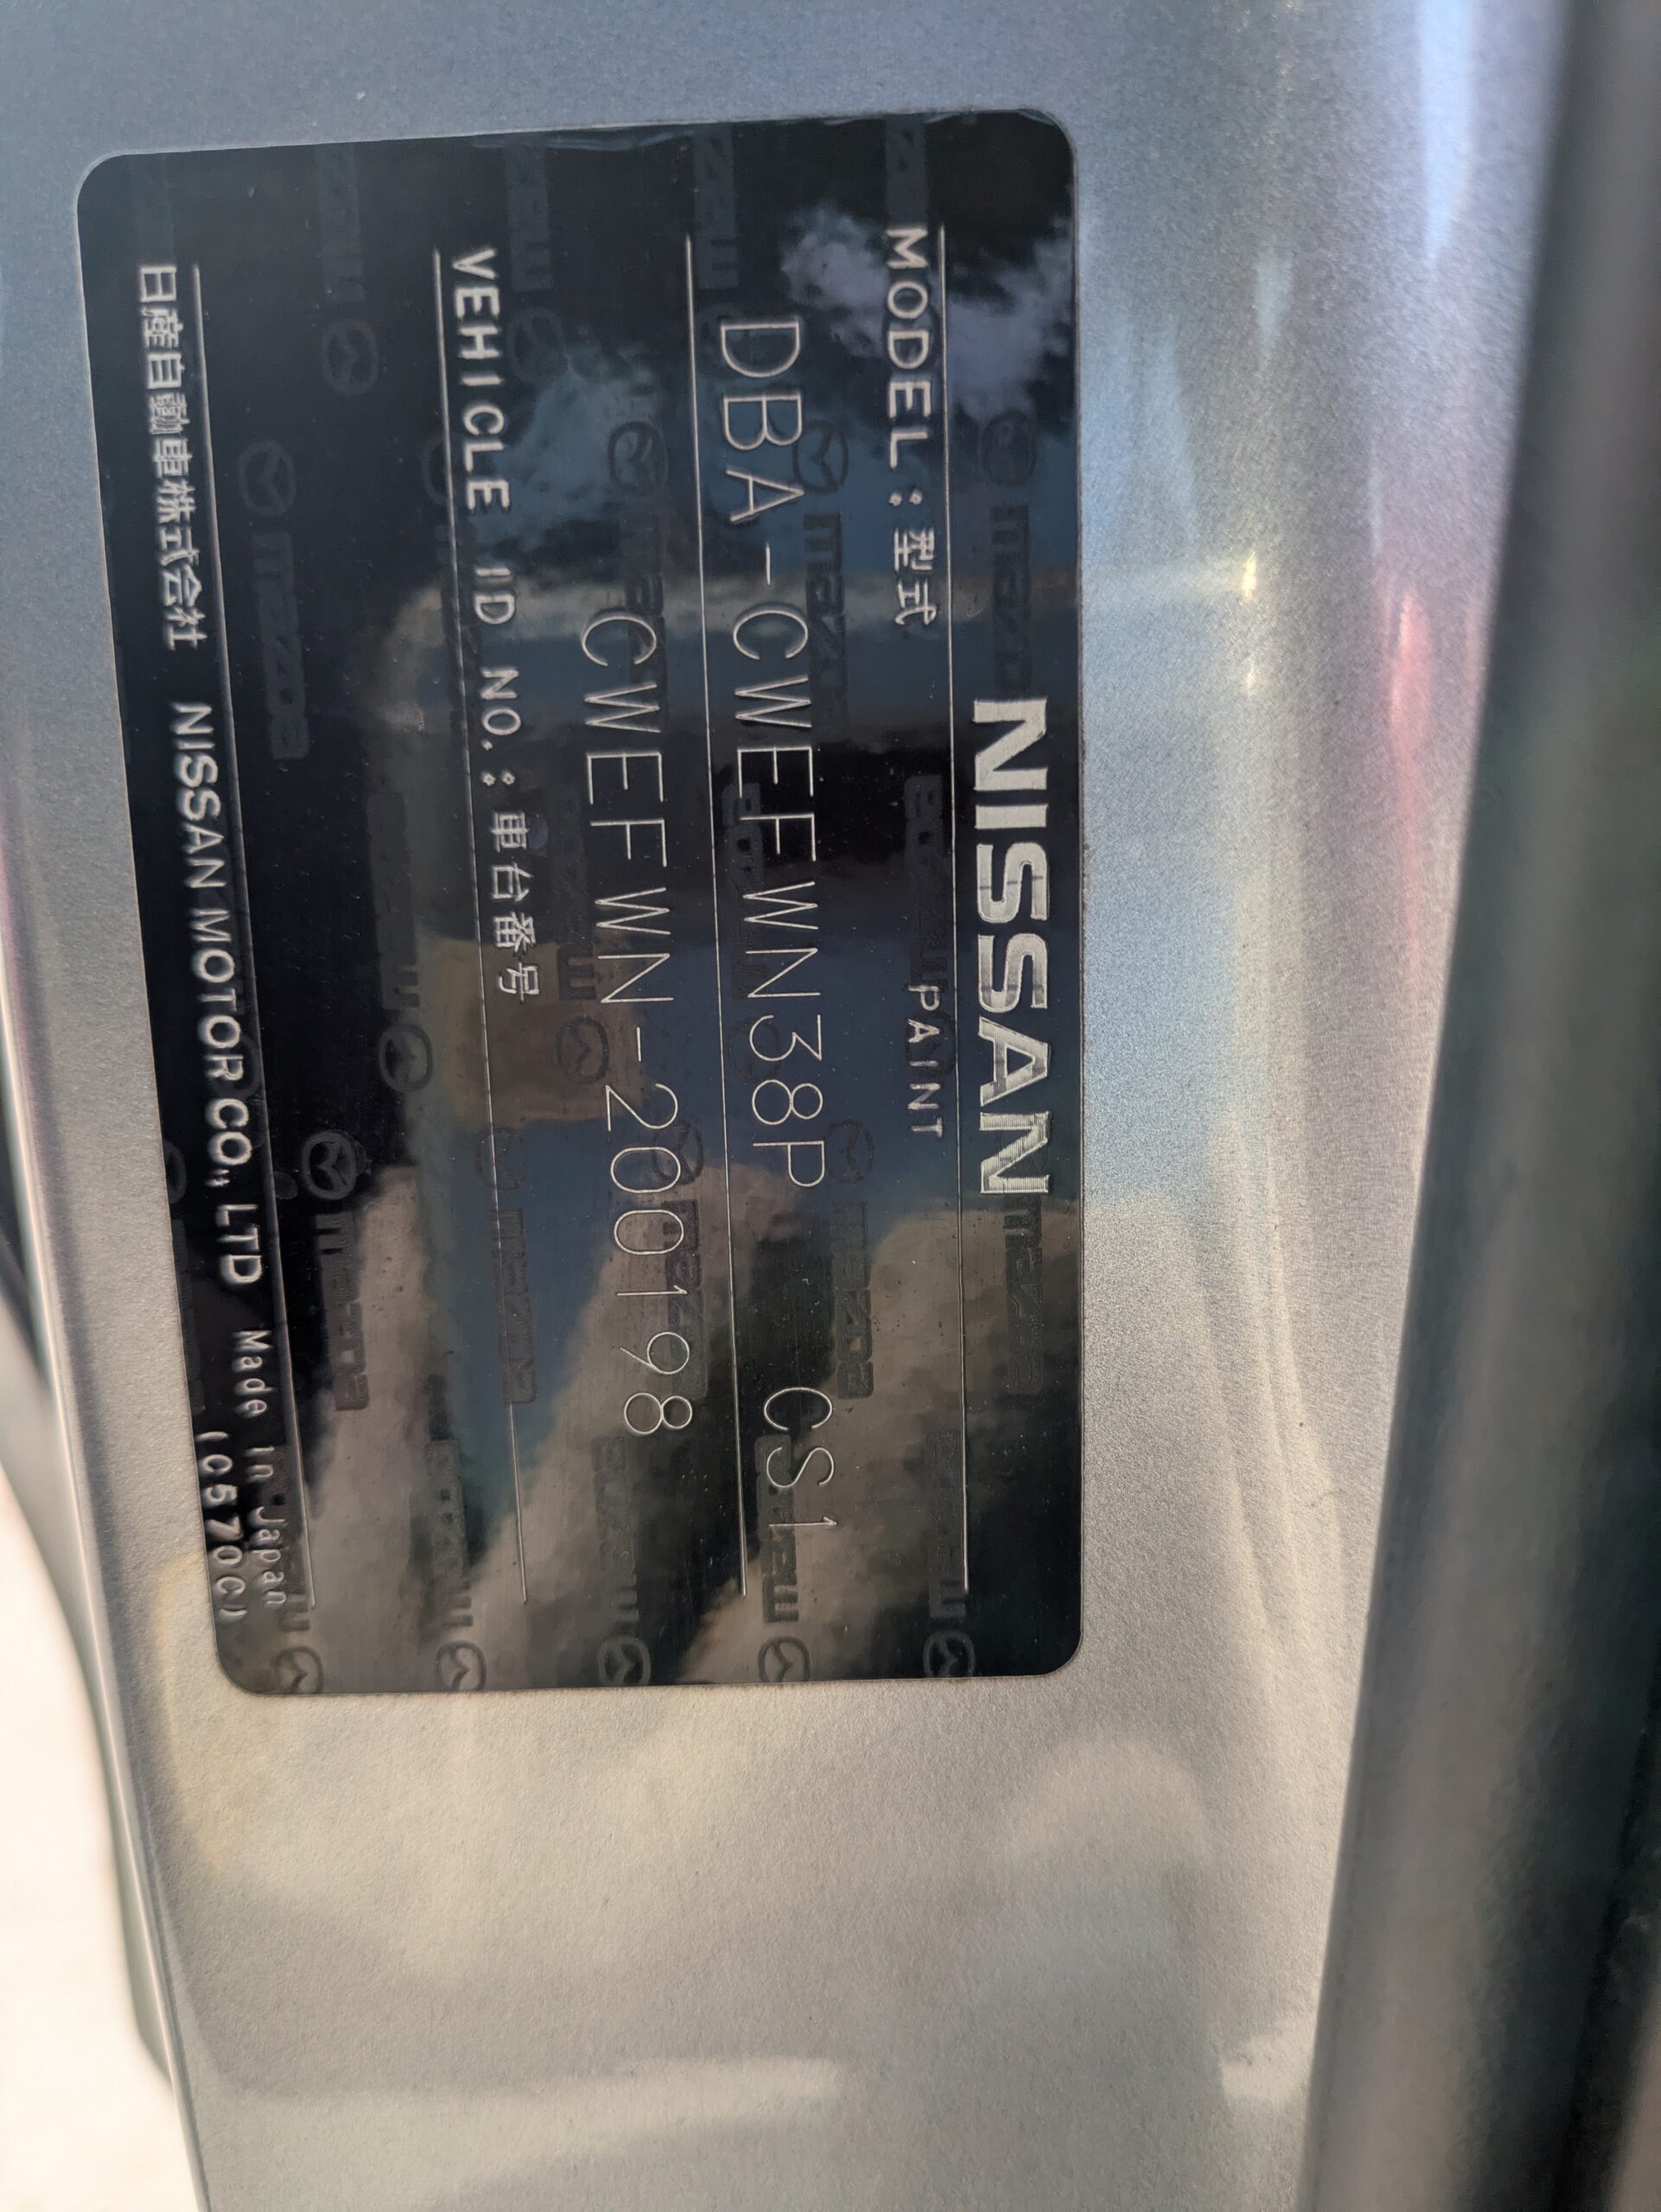 NISSAN
MODEL:型式 PAINT
DBA-CWEFWN38P CS1
CWEFWN-200198
VEHICLE ID NO.:車台番号
日産自動車株式会社 NISSAN MOTOR CO., LTD Made in Japan
(C570C)